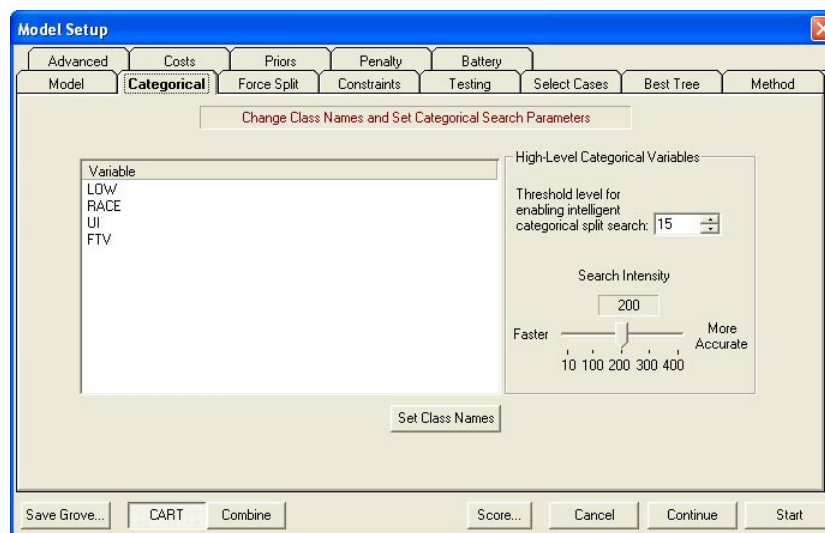 Model Setup
Advanced Costs Priors Penalty Battery
Model Categorical Force Split Constraints Testing Select Cases Best Tree Method
Change Class Names and Set Categorical Search Parameters
Variable
LOW
RACE
UI
FTV
High-Level Categorical Variables
Threshold level for
enabling intelligent
categorical split search: 15
Search Intensity
200
Faster More
Accurate
10 100 200 300 400
Set Class Names
Save Grove... CART Combine Score... Cancel Continue Start